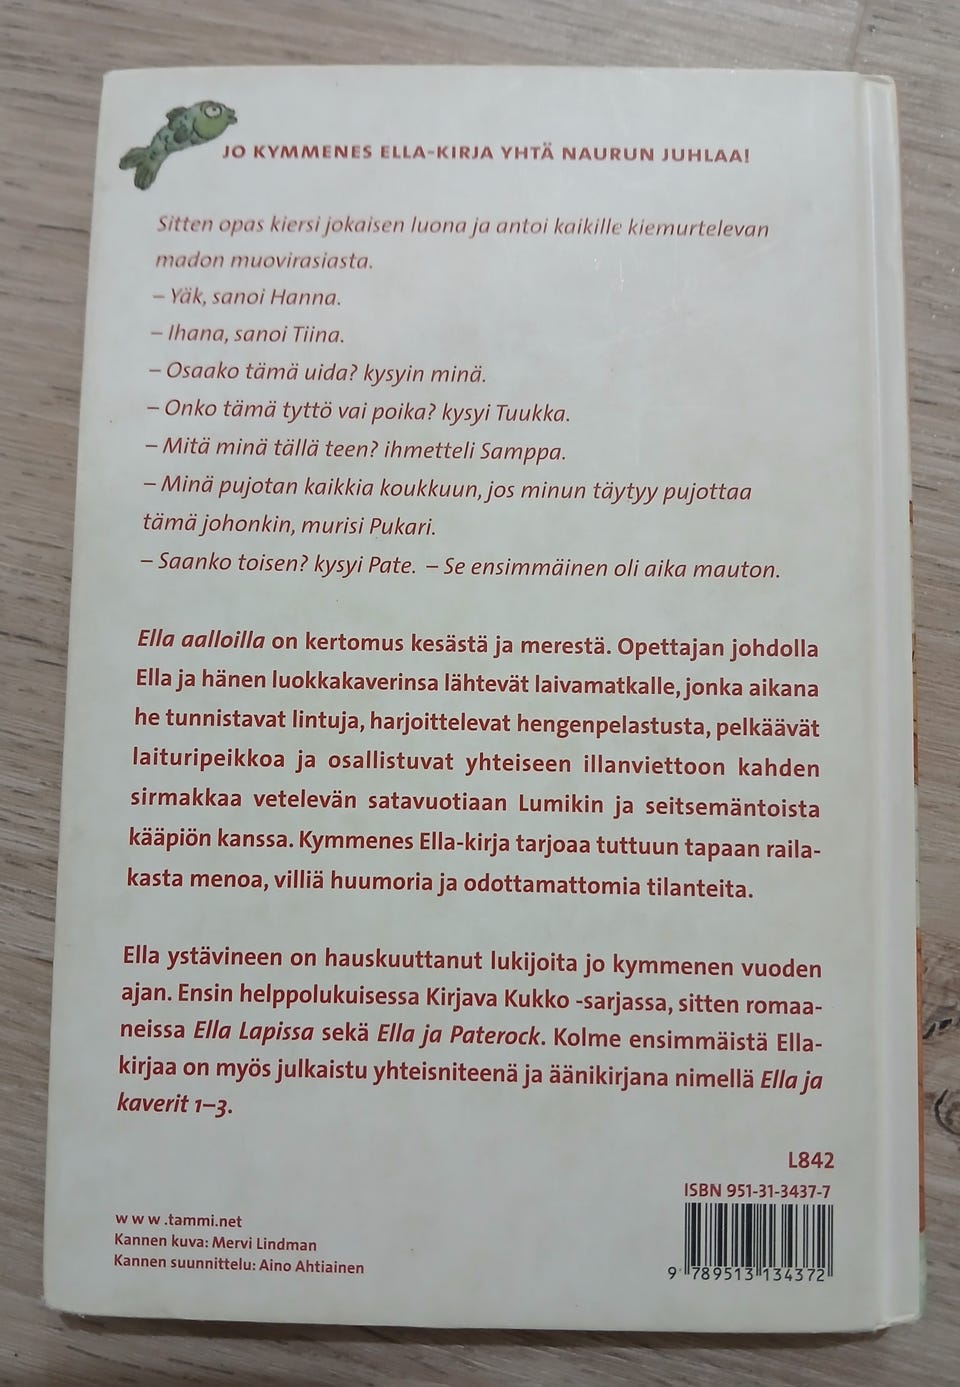 JO KYMMENES ELLA-KIRJA YHTÄ NAURUN JUHLAA!
Sitten opas kiersi jokaisen luona ja antoi kaikille kiemurtelevan
madon muovirasiasta.
– Yäk, sanoi Hanna.
– Ihana, sanoi Tiina.
– Osaako tämä uida? kysyin minä.
– Onko tämä tyttö vai poika? kysyi Tuukka.
– Mitä minä tällä teen? ihmetteli Samppa.
– Minä pujotan kaikkia koukkuun, jos minun täytyy pujottaa
tämä johonkin, murisi Pukari.
– Saanko toisen? kysyi Pate. – Se ensimmäinen oli aika mauton.
Ella aalloilla on kertomus kesästä ja merestä. Opettajan johdolla
Ella ja hänen luokkakaverinsa lähtevät laivamatkalle, jonka aikana
he tunnistavat lintuja, harjoittelevat hengenpelastusta, pelkäävät
laituripeikkoa ja osallistuvat yhteiseen illanviettoon kahden
sirmakkaa vetelevän satavuotiaan Lumikin ja seitsemäntoista
kääpiön kanssa. Kymmenes Ella-kirja tarjoaa tuttuun tapaan raila-
kasta menoa, villiä huumoria ja odottamattomia tilanteita.
Ella ystävineen on hauskuuttanut lukijoita jo kymmenen vuoden
ajan. Ensin helppolukuisessa Kirjava Kukko -sarjassa, sitten romaa-
neissa Ella Lapissa sekä Ella ja Paterock. Kolme ensimmäistä Ella-
kirjaa on myös julkaistu yhteisniteenä ja äänikirjana nimellä Ella ja
kaverit 1–3.
L842
ISBN 951-31-3437-7
9 789513 134372
www.tammi.net
Kannen kuva: Mervi Lindman
Kannen suunnittelu: Aino Ahtiainen